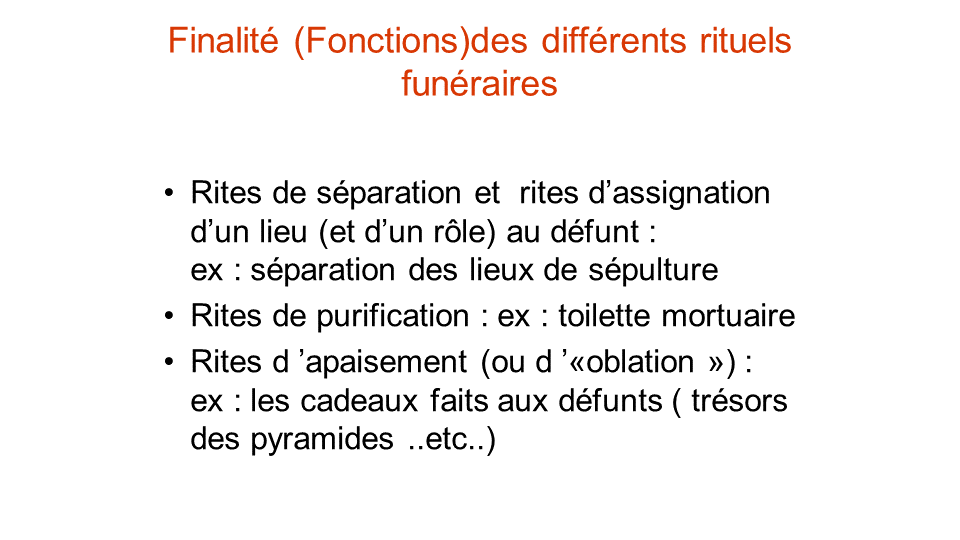 Finalité (Fonctions)des différents rituels
funéraires
• Rites de séparation et  rites d’assignation
d’un lieu (et d’un rôle) au défunt :
ex : séparation des lieux de sépulture
• Rites de purification : ex : toilette mortuaire
• Rites d ’apaisement (ou d ’«oblation ») :
ex : les cadeaux faits aux défunts ( trésors
des pyramides ..etc..)